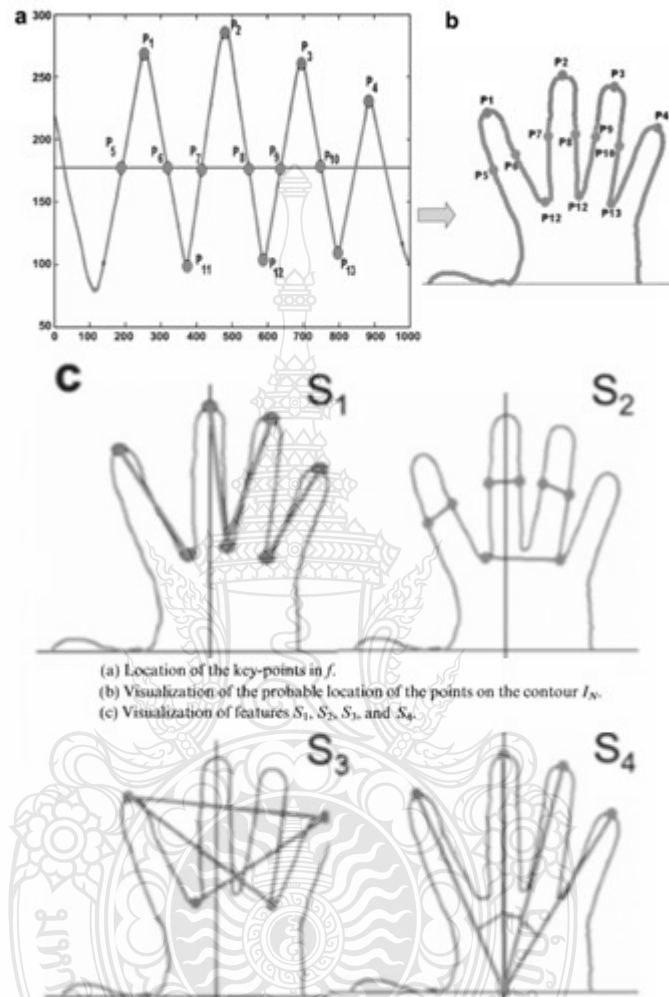 a
300
250
200
150
100
50
0 100 200 300 400 500 600 700 800 900 1000
P1
P2
P3
P4
P5
P6
P7
P8
P9
P10
P11
P12
P13
b
P1
P2
P3
P4
P5
P6
P7
P8
P9
P10
P12
P12
P13
c
S1
S2
(a) Location of the key-points in f.
(b) Visualization of the probable location of the points on the contour IN.
(c) Visualization of features S1, S2, S3, and S4.
S3
S4